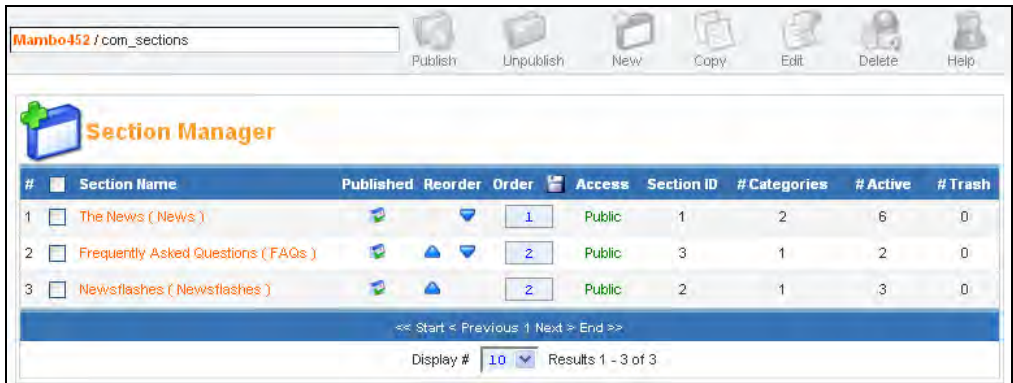 Mambo452 / com_sections
Publish Unpublish New Copy Edit Delete Help
Section Manager
# Section Name Published Reorder Order Access Section ID # Categories # Active # Trash
1 The News ( News ) 1 Public 1 2 6 0
2 Frequently Asked Questions ( FAQs ) 2 Public 3 1 2 0
3 Newsflashes ( Newsflashes ) 2 Public 2 1 3 0
<< Start < Previous 1 Next > End >>
Display # 10 Results 1 - 3 of 3